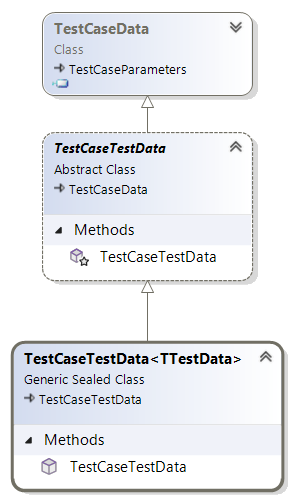 TestCaseData
Class
TestCaseParameters
TestCaseTestData
Abstract Class
TestCaseData
Methods
TestCaseTestData
TestCaseTestData<TTestData>
Generic Sealed Class
TestCaseTestData
Methods
TestCaseTestData